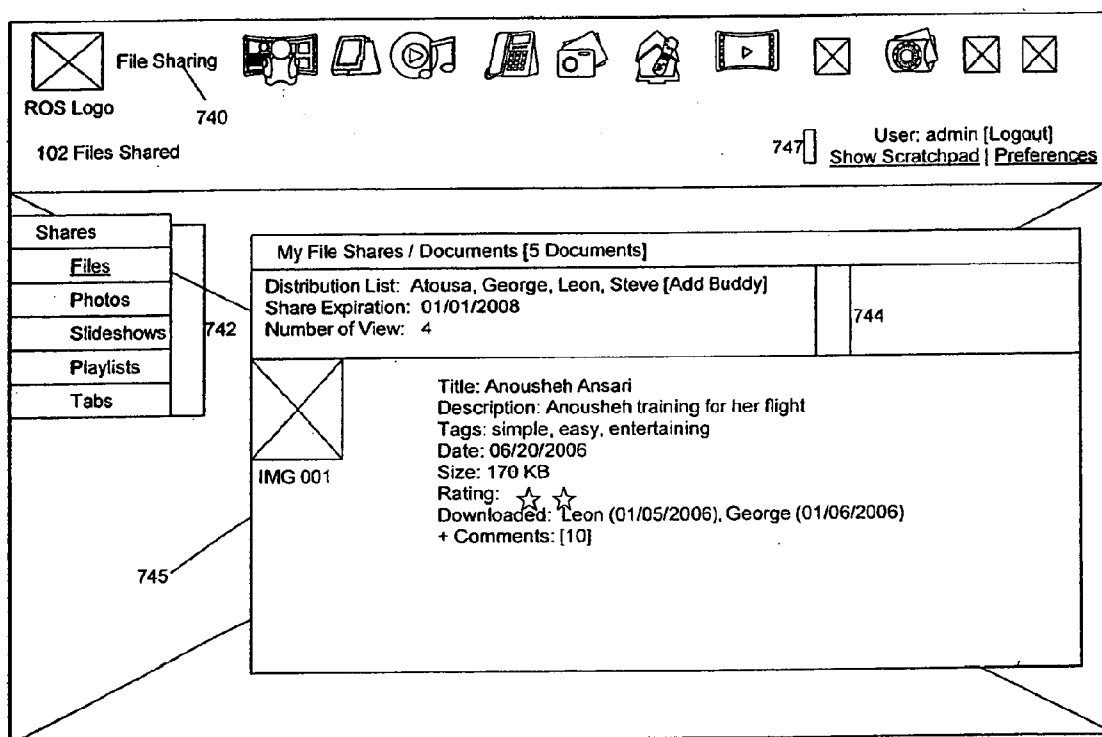 File Sharing
ROS Logo
740
102 Files Shared
747
User: admin [Logout]
Show Scratchpad | Preferences
Shares
Files
Photos
Slideshows
Playlists
Tabs
742
My File Shares / Documents [5 Documents]
Distribution List: Atousa, George, Leon, Steve [Add Buddy]
Share Expiration: 01/01/2008
Number of View: 4
744
IMG 001
Title: Anousheh Ansari
Description: Anousheh training for her flight
Tags: simple, easy, entertaining
Date: 06/20/2006
Size: 170 KB
Rating:
Downloaded: Leon (01/05/2006), George (01/06/2006)
+ Comments: [10]
745